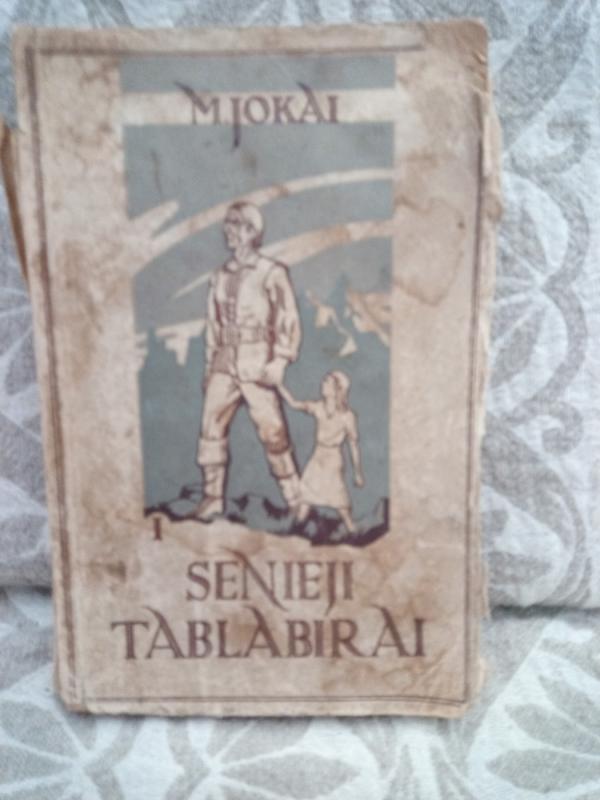 M. JOKAI
I
SENIEJI
TABLABIRAI